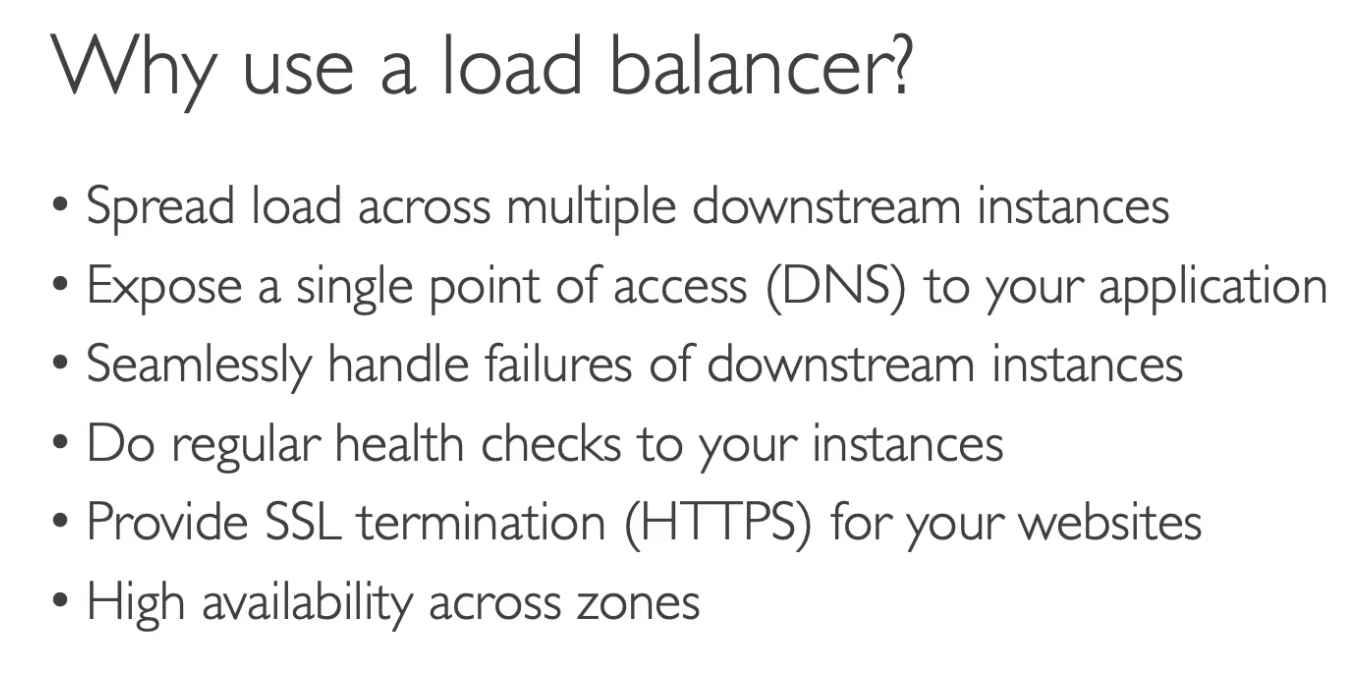 Why use a load balancer?
• Spread load across multiple downstream instances
• Expose a single point of access (DNS) to your application
• Seamlessly handle failures of downstream instances
• Do regular health checks to your instances
• Provide SSL termination (HTTPS) for your websites
• High availability across zones